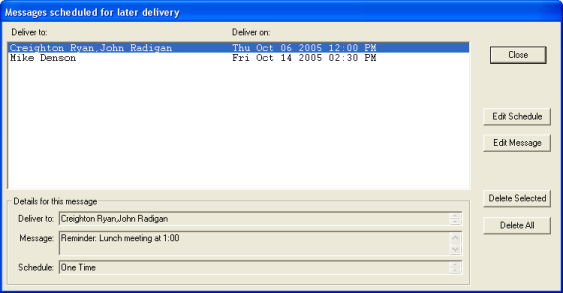 Messages scheduled for later delivery
Deliver to: Deliver on:
Creighton Ryan,John Radigan Thu Oct 06 2005 12:00 PM
Mike Denson Fri Oct 14 2005 02:30 PM
Close
Edit Schedule
Edit Message
Delete Selected
Delete All
Details for this message
Deliver to: Creighton Ryan,John Radigan
Message: Reminder: Lunch meeting at 1:00
Schedule: One Time